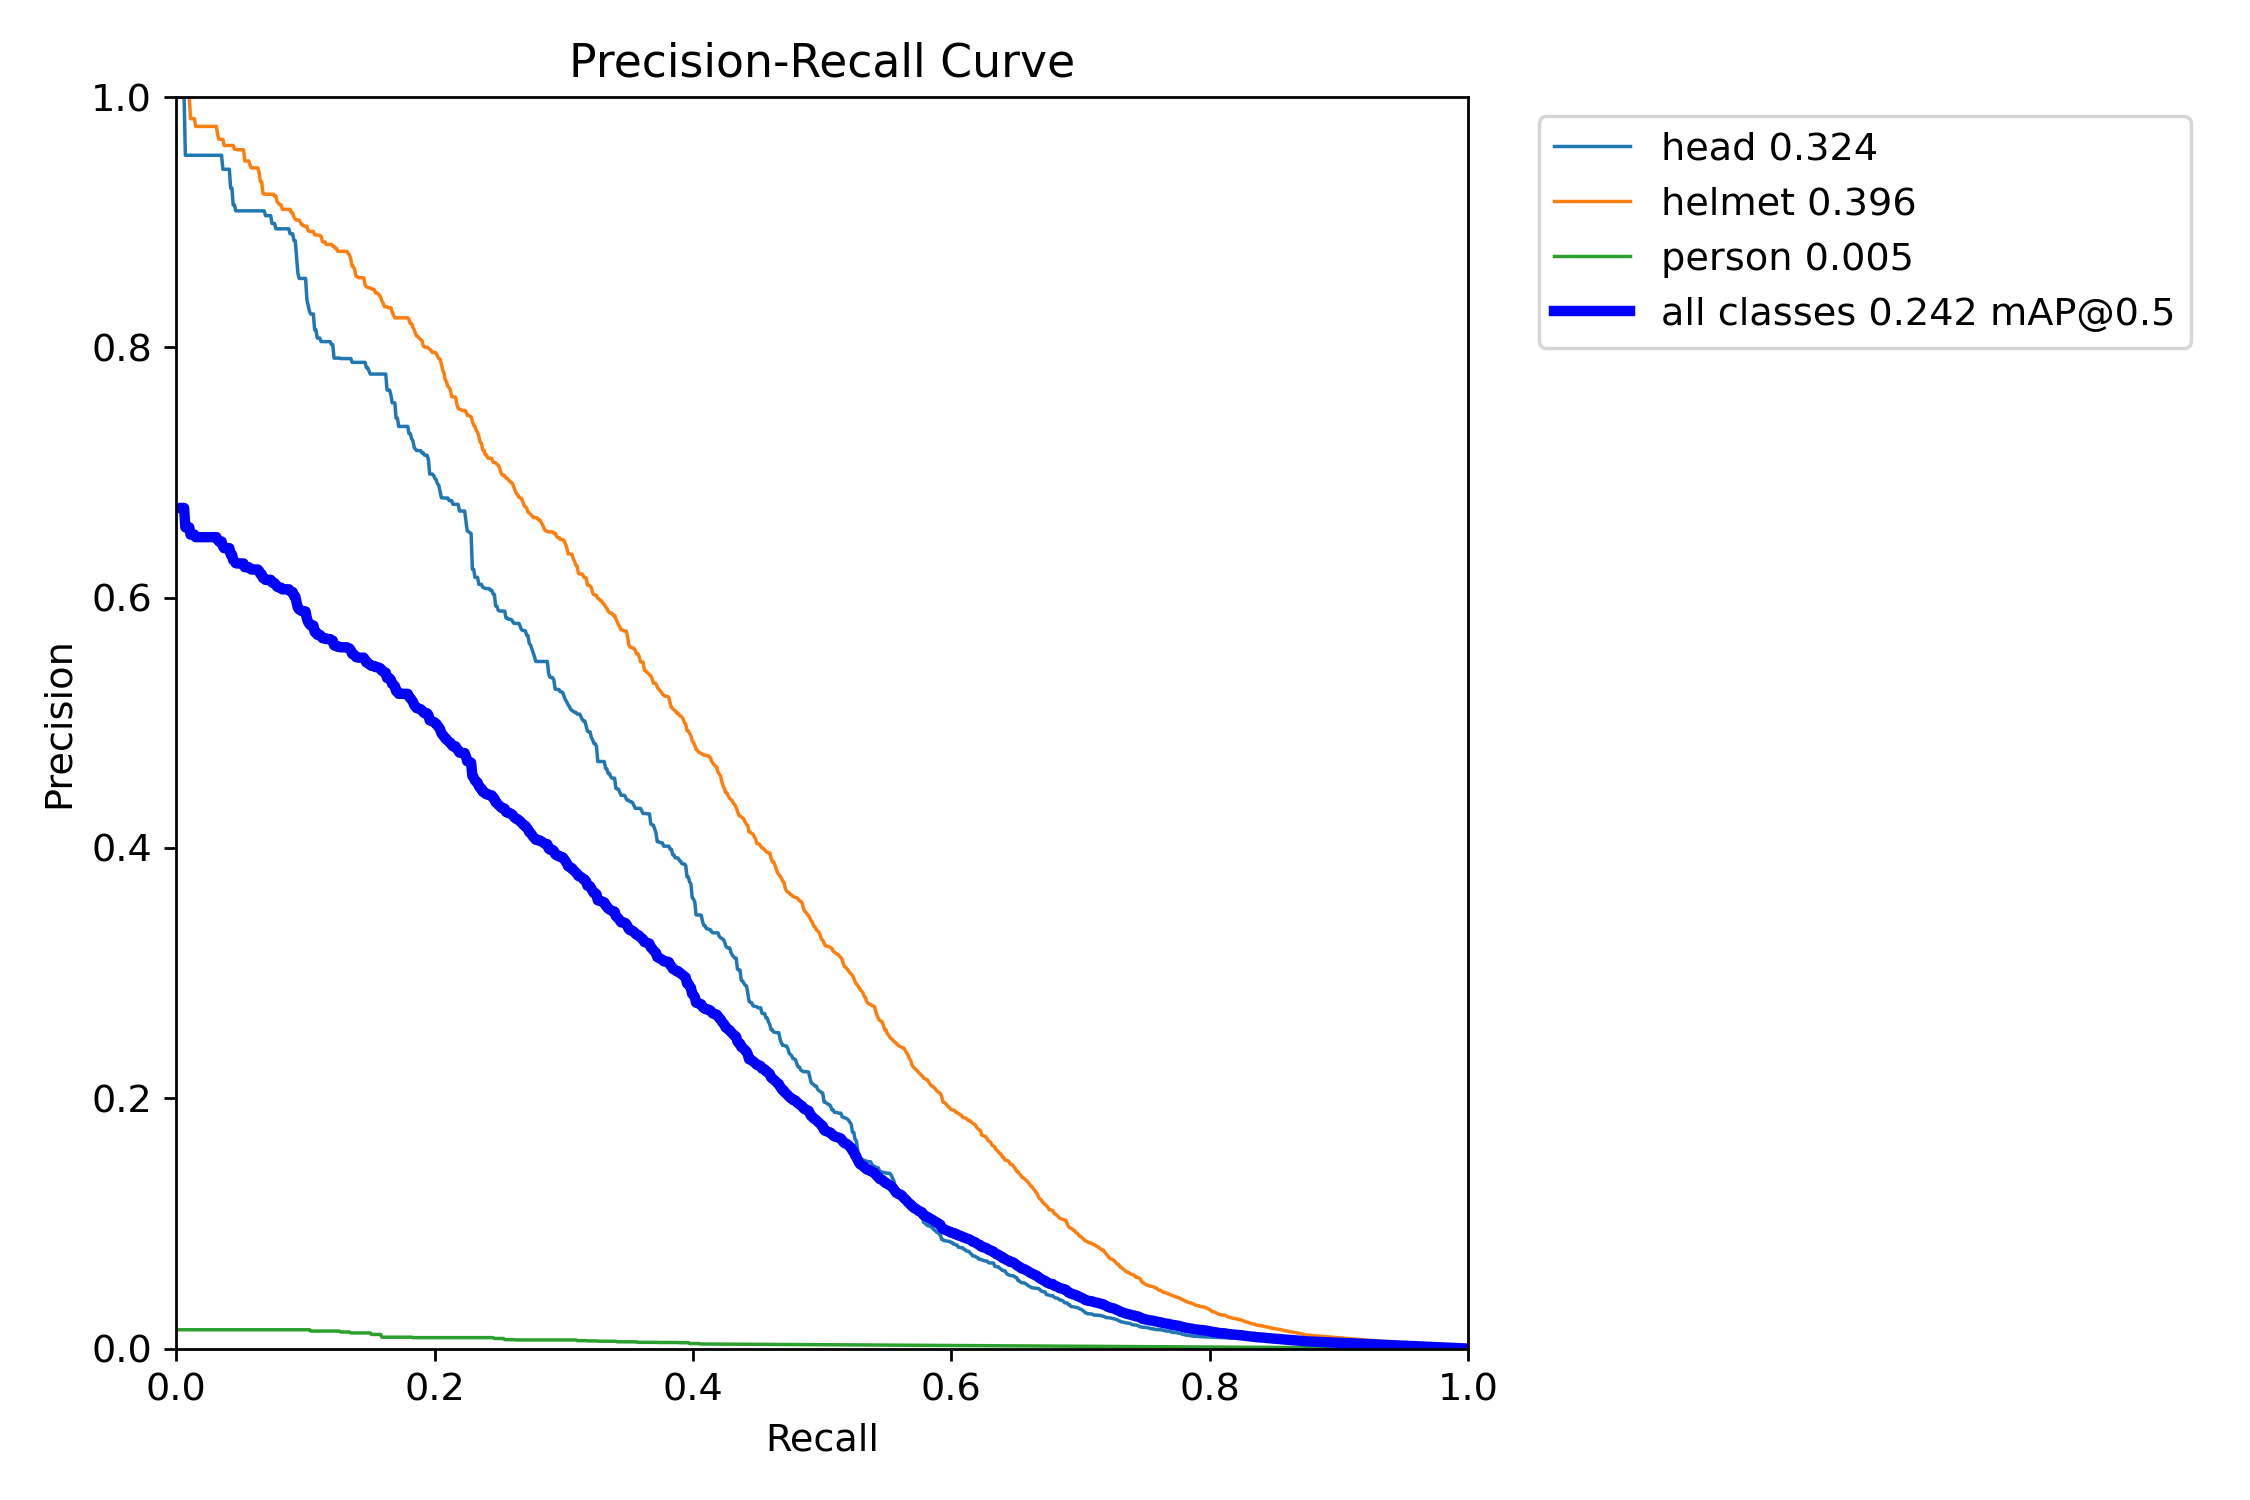 Precision-Recall Curve
1.0
0.8
0.6
0.4
0.2
0.0
Precision
0.0 0.2 0.4 0.6 0.8 1.0
Recall
head 0.324
helmet 0.396
person 0.005
all classes 0.242 mAP@0.5